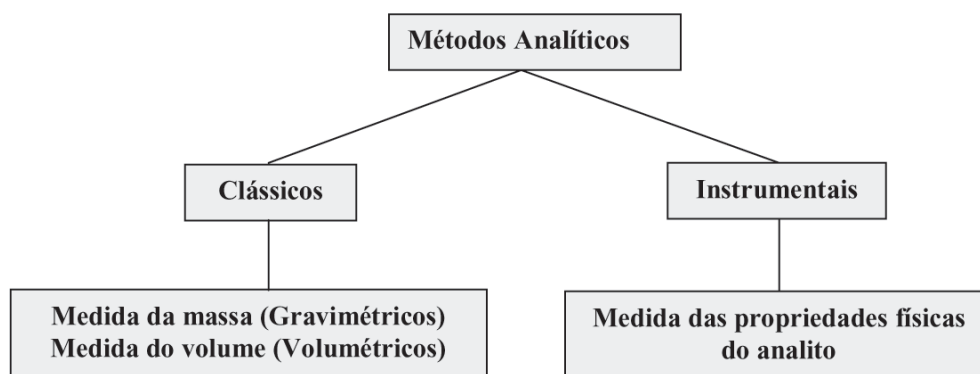 Métodos Analíticos
Clássicos
Instrumentais
Medida da massa (Gravimétricos)
Medida do volume (Volumétricos)
Medida das propriedades físicas
do analito